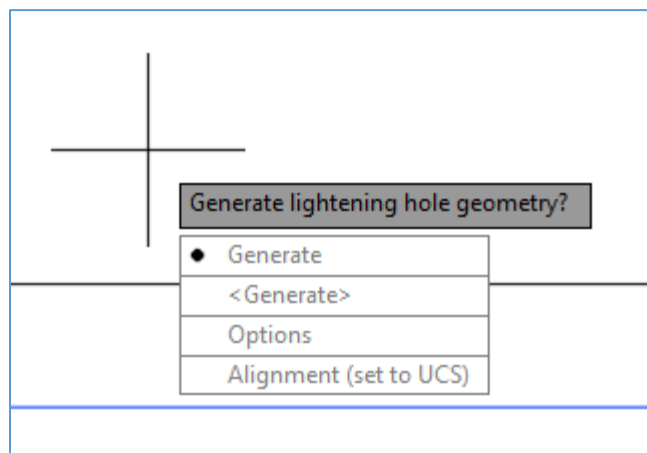 Generate lightening hole geometry?
Generate
<Generate>
Options
Alignment (set to UCS)